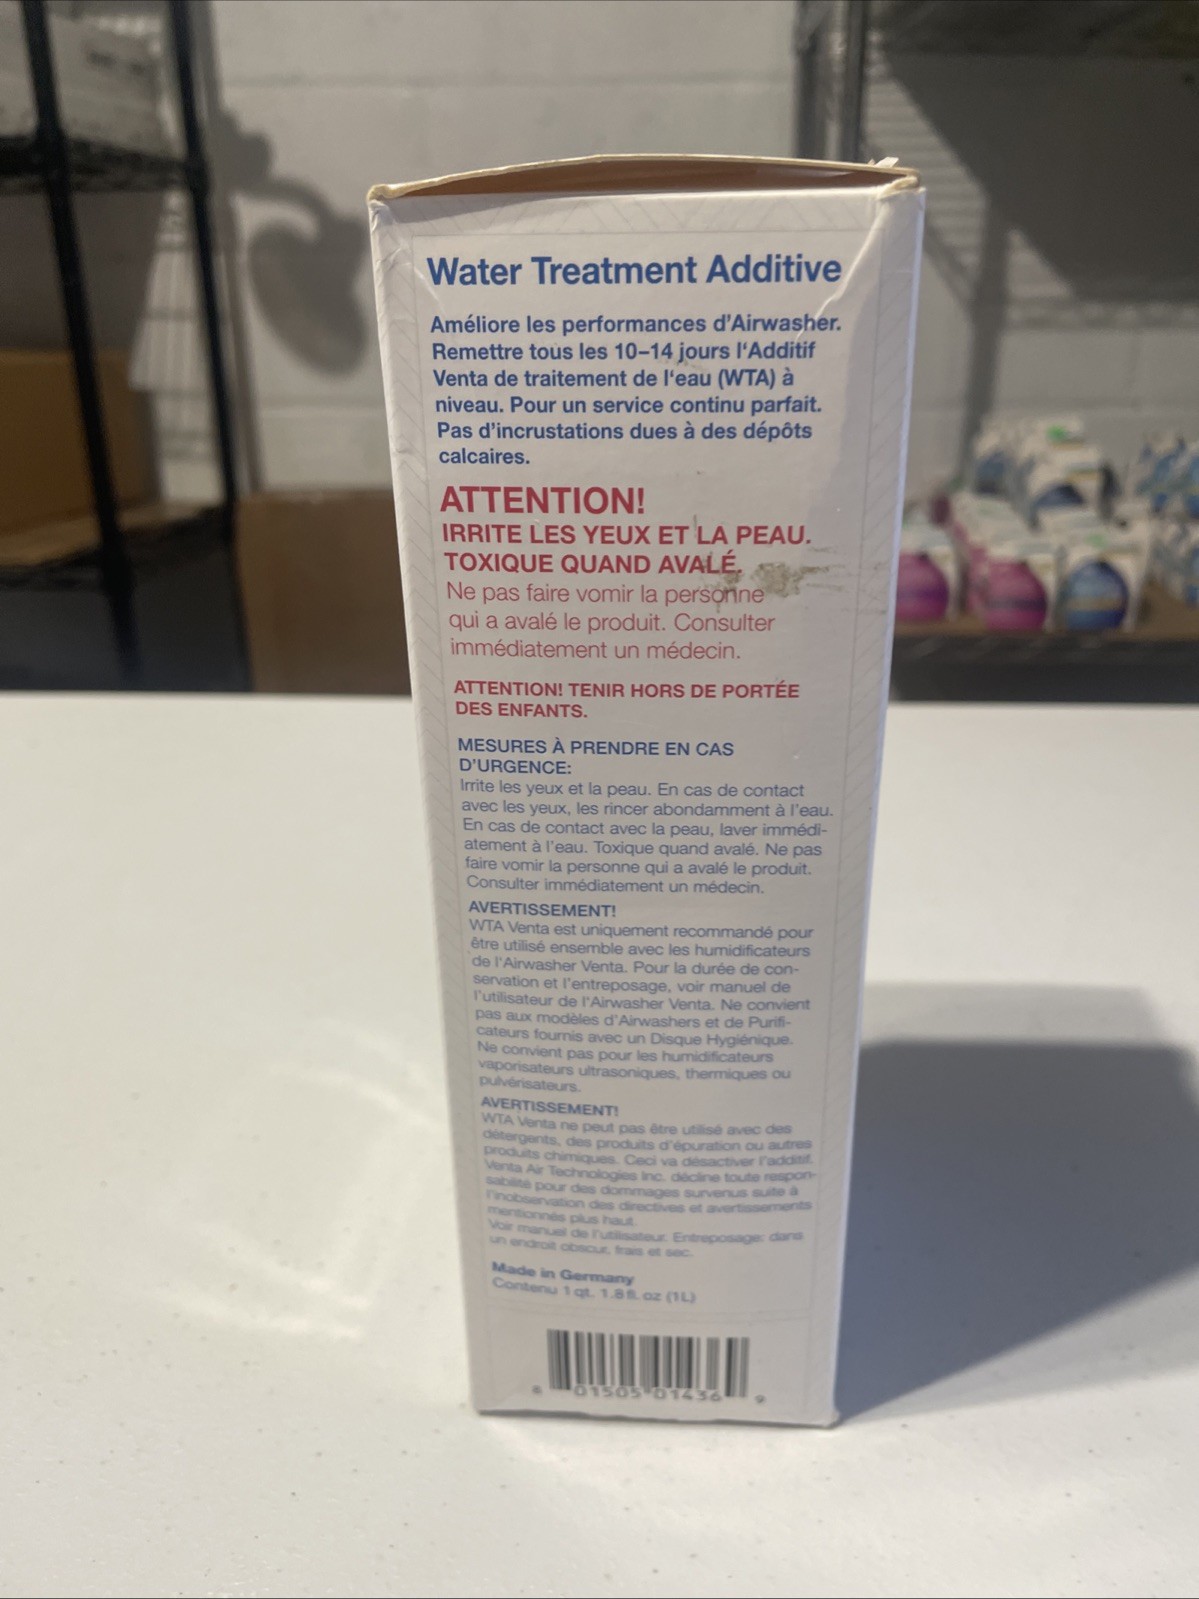 Water Treatment Additive
Améliore les performances d'Airwasher.
Remettre tous les 10–14 jours l‘Additif
Venta de traitement de l‘eau (WTA) à
niveau. Pour un service continu parfait.
Pas d'incrustations dues à des dépôts
calcaires.
ATTENTION!
IRRITE LES YEUX ET LA PEAU.
TOXIQUE QUAND AVALÉ.
Ne pas faire vomir la personne
qui a avalé le produit. Consulter
immédiatement un médecin.
ATTENTION! TENIR HORS DE PORTÉE
DES ENFANTS.
MESURES À PRENDRE EN CAS
D'URGENCE:
Irrite les yeux et la peau. En cas de contact
avec les yeux, les rincer abondamment à l'eau.
En cas de contact avec la peau, laver immédi-
atement à l'eau. Toxique quand avalé. Ne pas
faire vomir la personne qui a avalé le produit.
Consulter immédiatement un médecin.
AVERTISSEMENT!
WTA Venta est uniquement recommandé pour
être utilisé ensemble avec les humidificateurs
de l'Airwasher Venta. Pour la durée de con-
servation et l'entreposage, voir manuel de
l'utilisateur de l'Airwasher Venta. Ne convient
pas aux modèles d'Airwashers et de Purifi-
cateurs fournis avec un Disque Hygiénique.
Ne convient pas pour les humidificateurs
vaporisateurs ultrasoniques, thermiques ou
pulvérisateurs.
AVERTISSEMENT!
WTA Venta ne peut pas être utilisé avec des
détergents, des produits d'épuration ou autres
produits chimiques. Ceci va désactiver l'additif.
Venta Air Technologies Inc. décline toute respon-
sabilité pour des dommages survenus suite à
l'inobservation des directives et avertissements
mentionnés plus haut.
Voir manuel de l'utilisateur. Entreposage: dans
un endroit obscur, frais et sec.
Made in Germany
Contenu 1 qt. 1.8 fl. oz (1L)
8 01505 01436 9